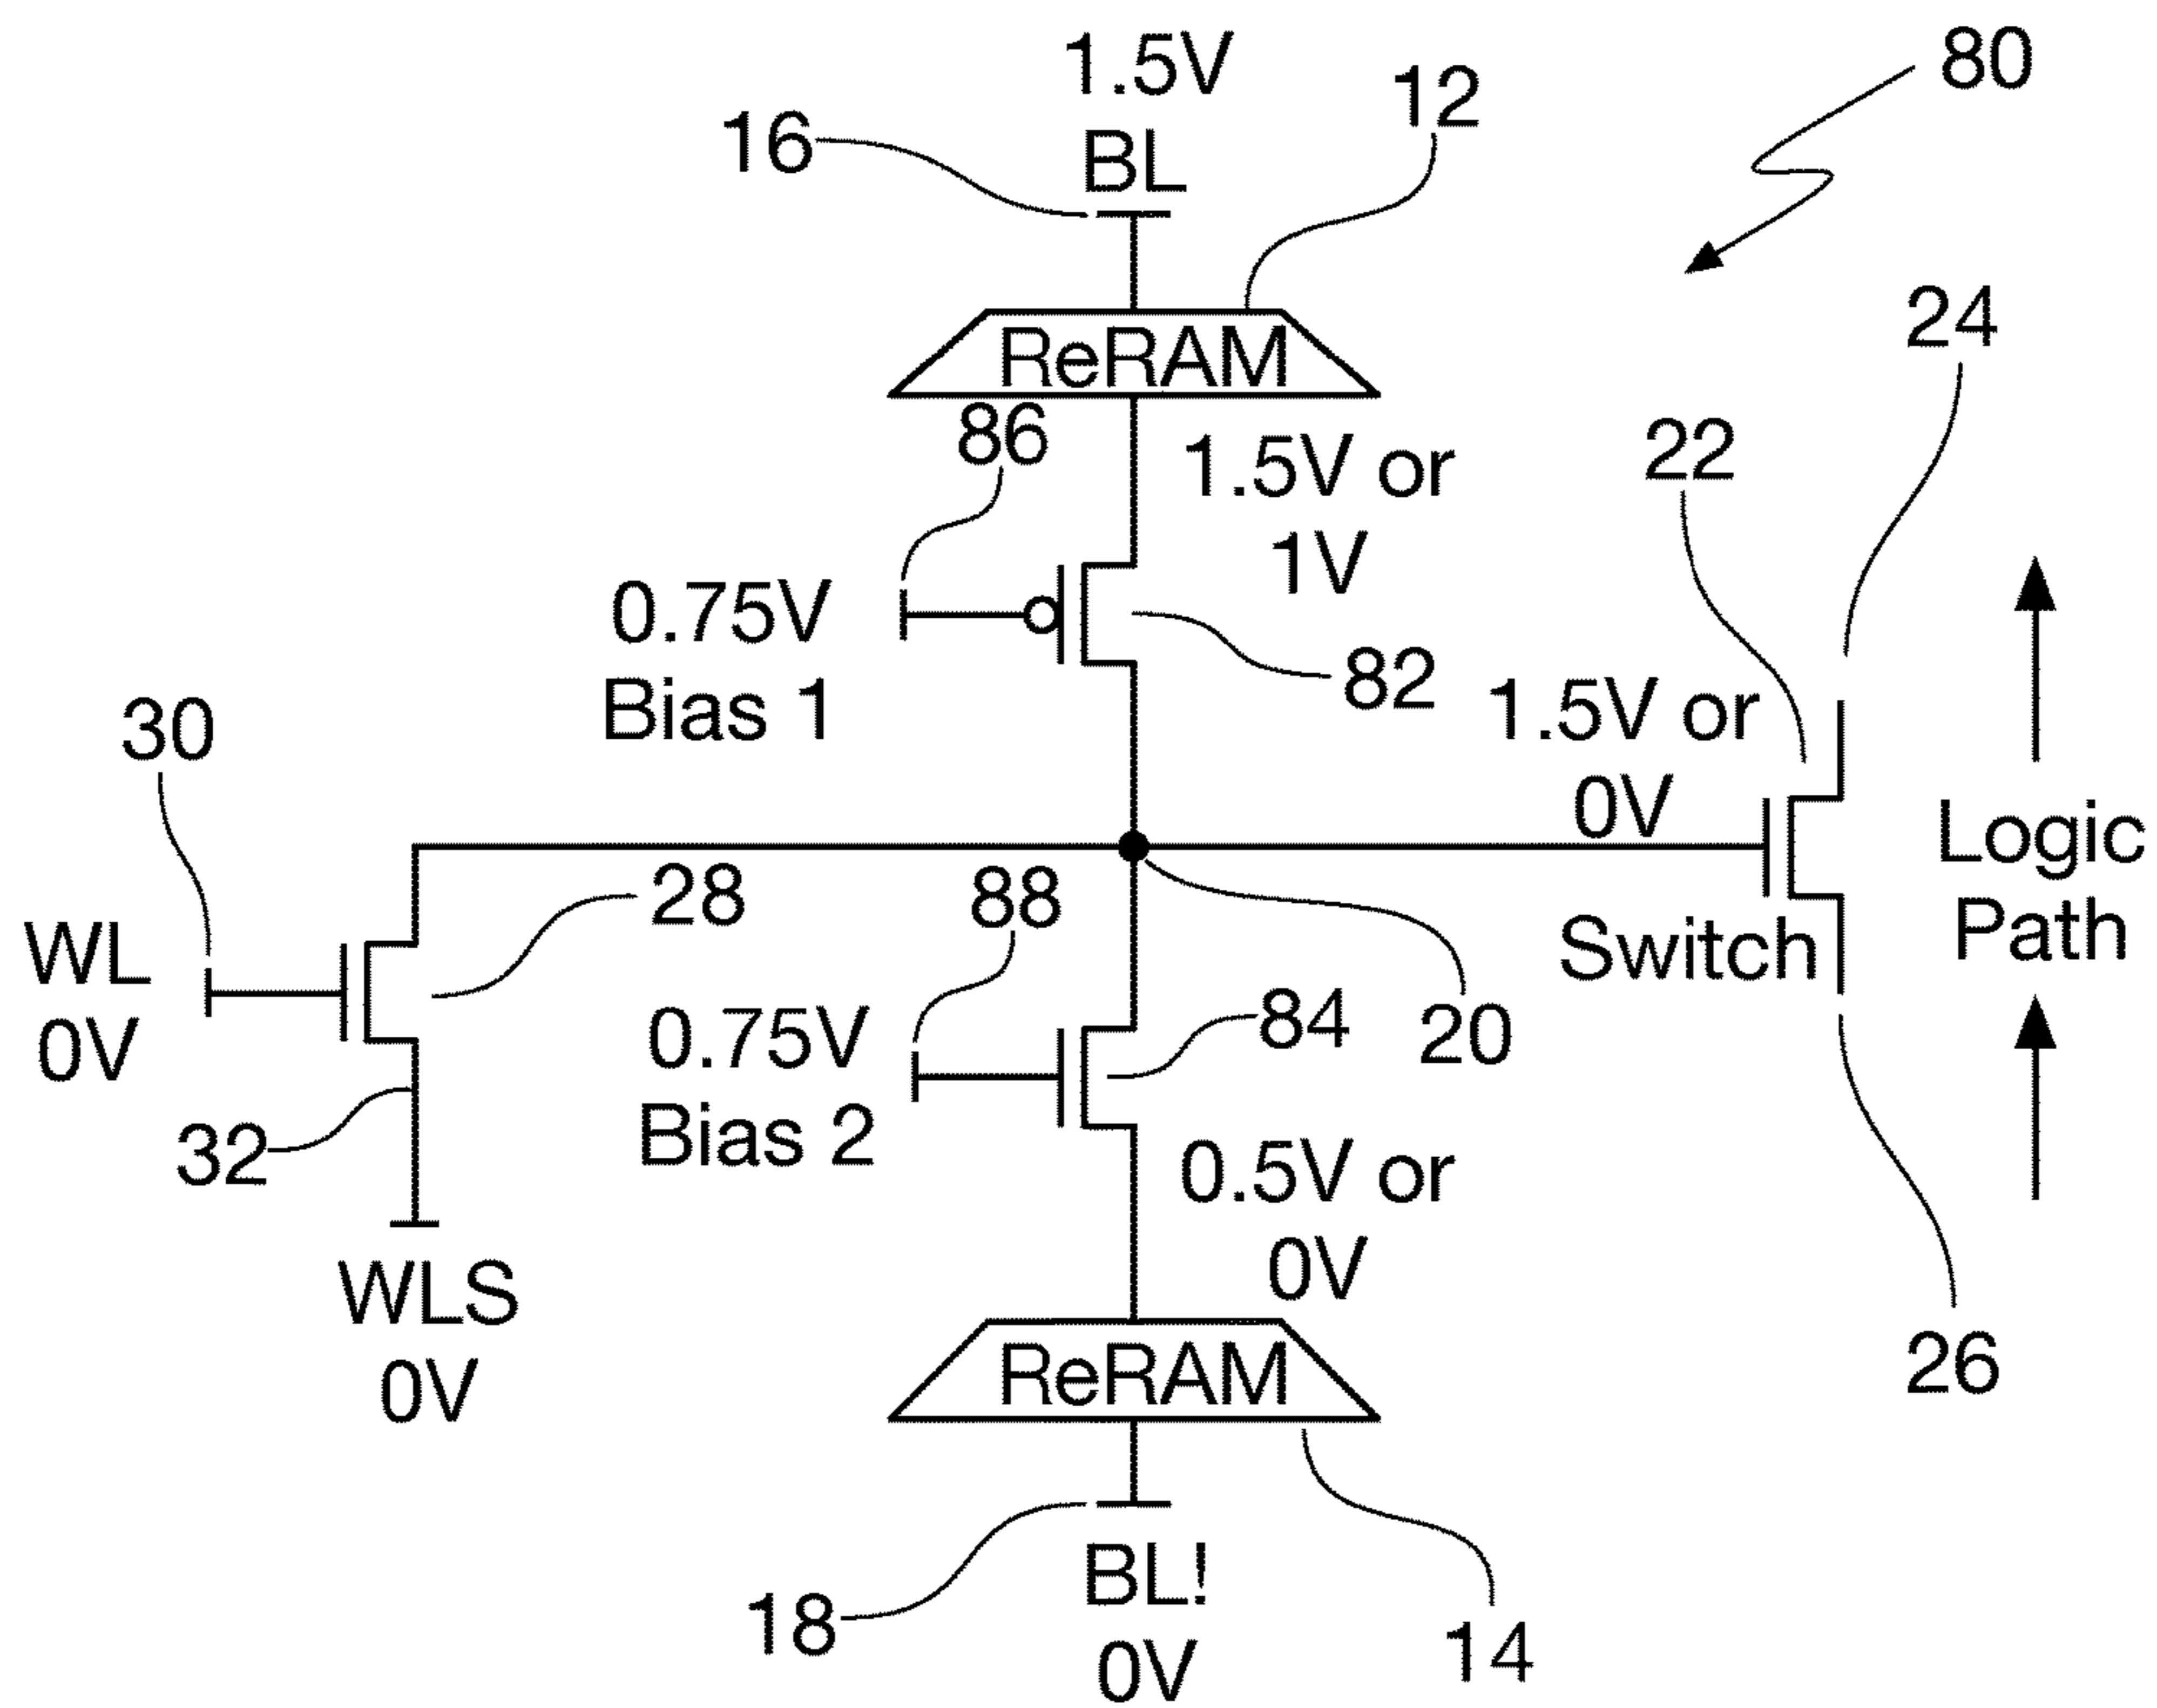 1.5V
BL
16
12
80
ReRAM
86
1.5V or
1V
24
22
0.75V
Bias 1
82
1.5V or
0V
30
28
88
Logic
Path
WL
0V
Switch
0.75V
Bias 2
84
20
32
0.5V or
0V
WLS
0V
ReRAM
26
18
BL!
0V
14